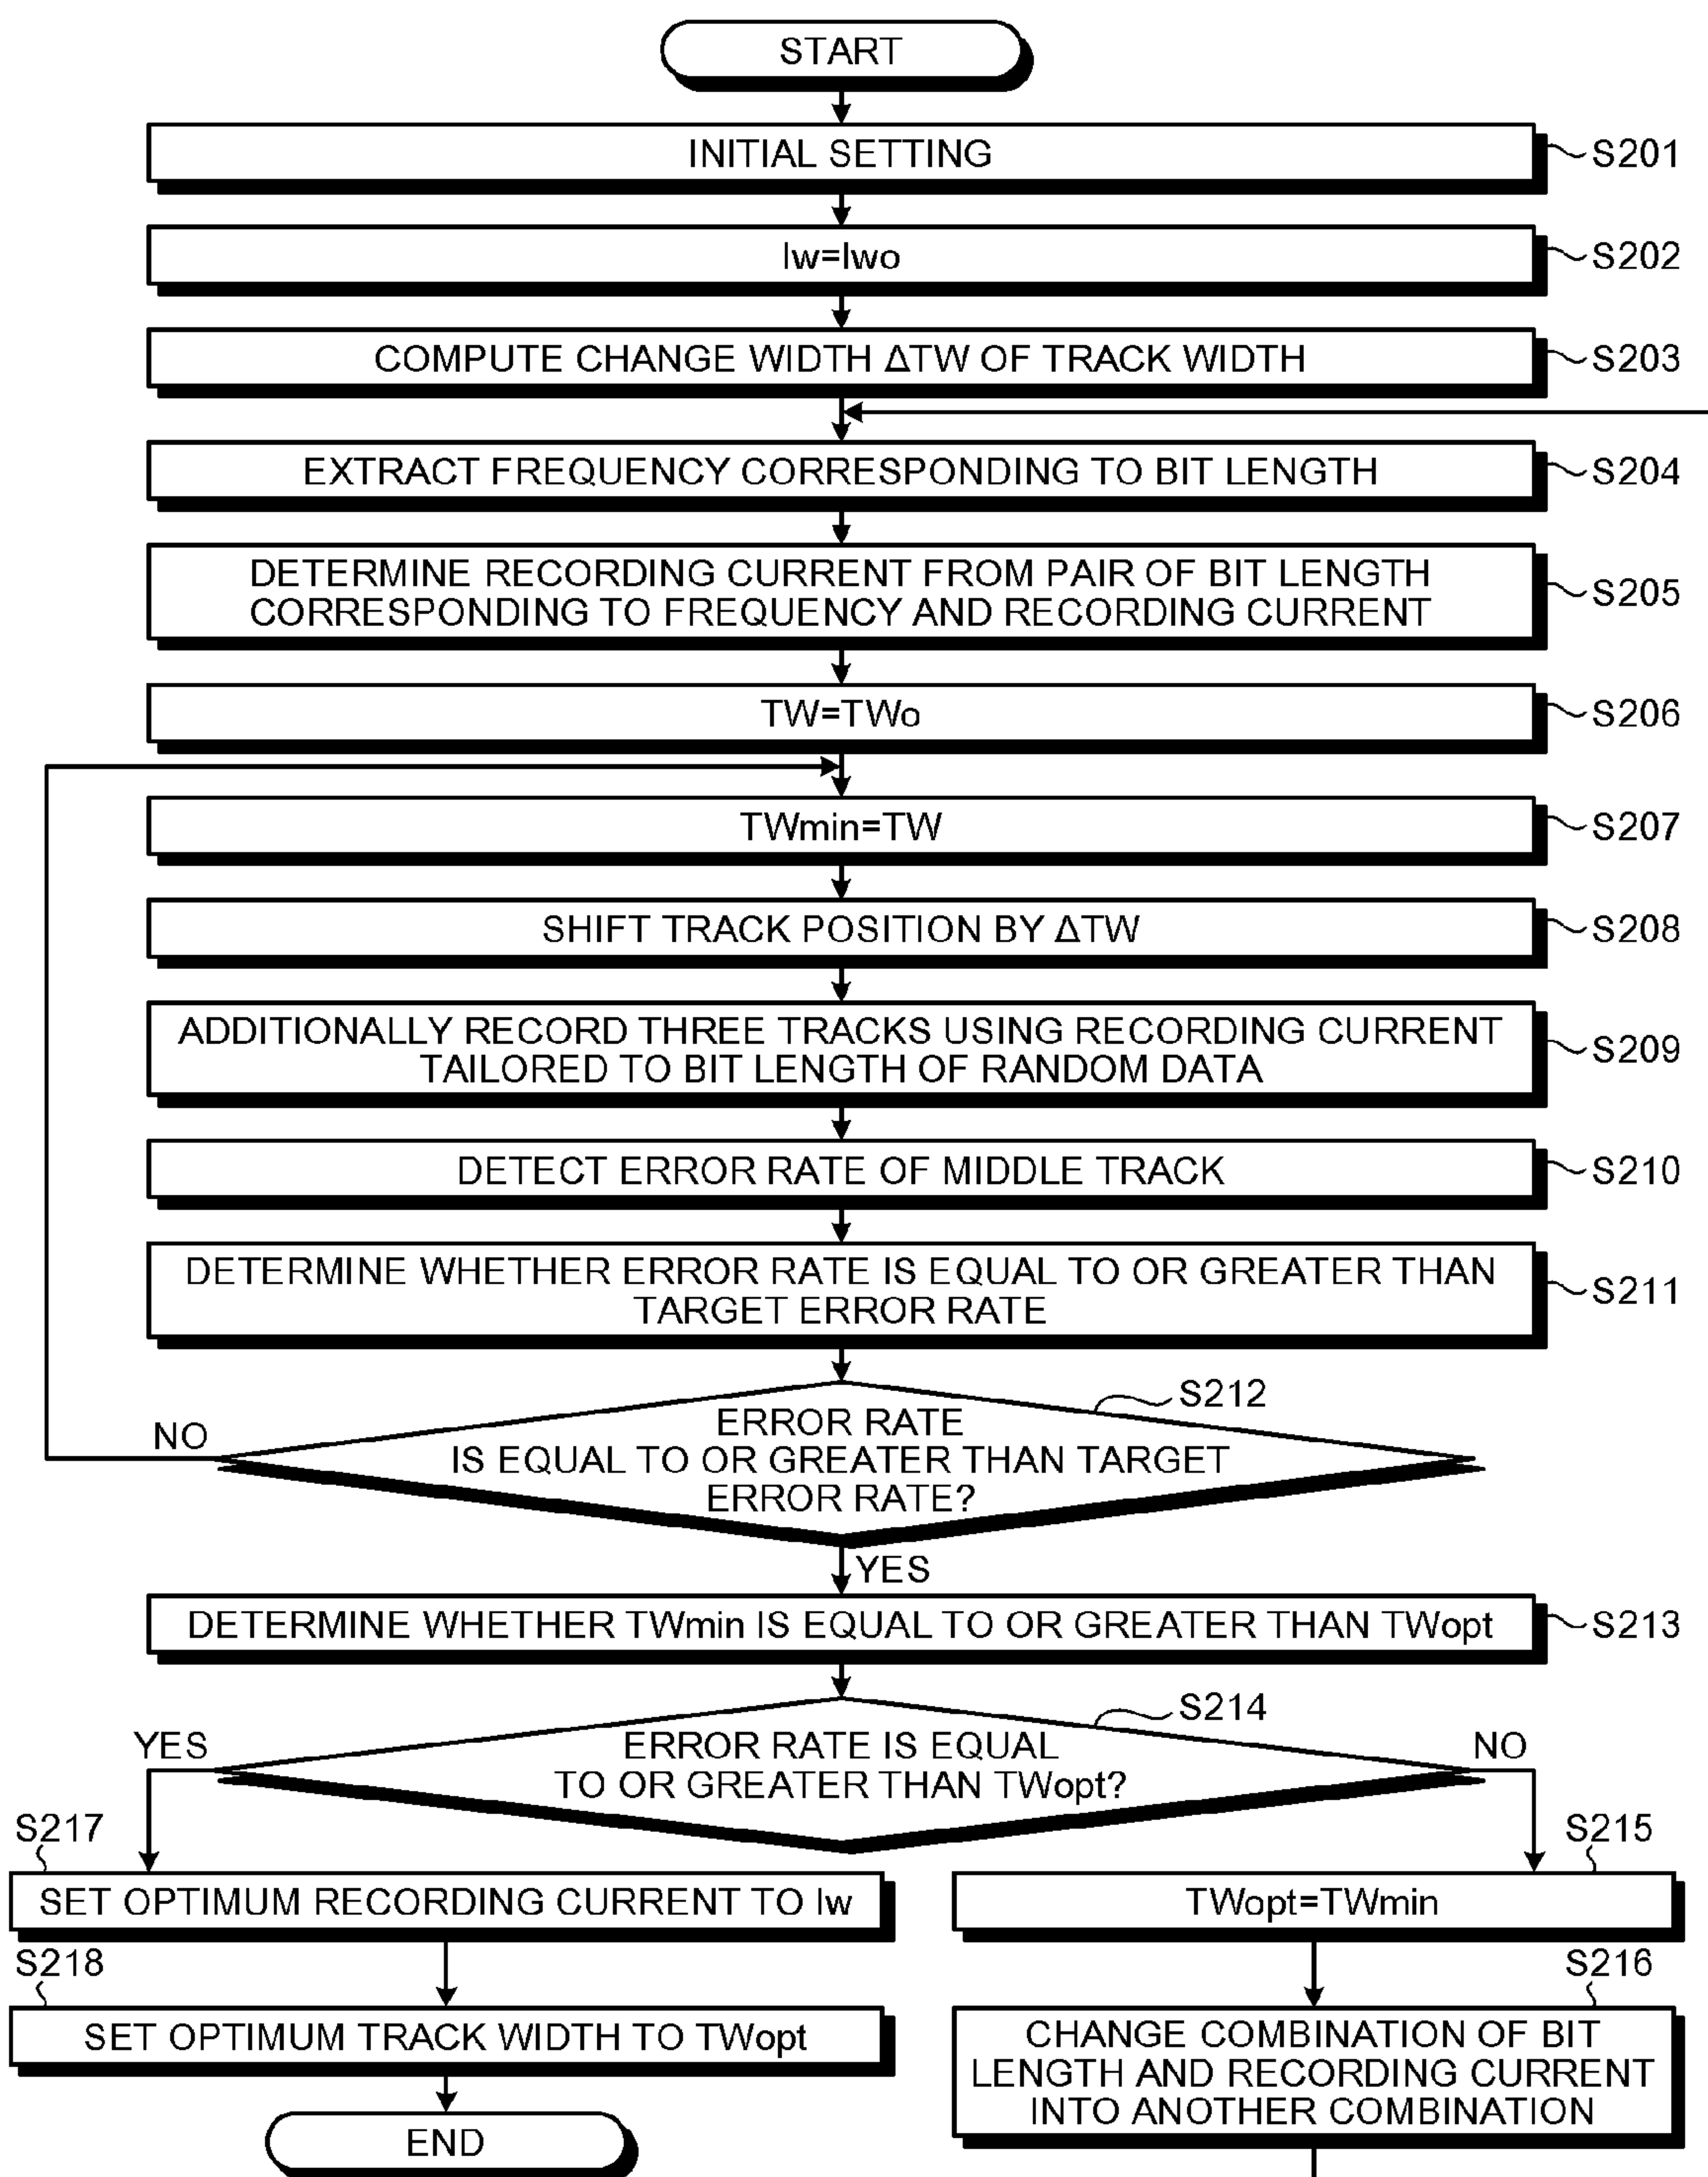 START
INITIAL SETTING
S201
Iw=Iwo
S202
COMPUTE CHANGE WIDTH ΔTW OF TRACK WIDTH
S203
EXTRACT FREQUENCY CORRESPONDING TO BIT LENGTH
S204
DETERMINE RECORDING CURRENT FROM PAIR OF BIT LENGTH
CORRESPONDING TO FREQUENCY AND RECORDING CURRENT
S205
TW=TWo
S206
TWmin=TW
S207
SHIFT TRACK POSITION BY ΔTW
S208
ADDITIONALLY RECORD THREE TRACKS USING RECORDING CURRENT
TAILORED TO BIT LENGTH OF RANDOM DATA
S209
DETECT ERROR RATE OF MIDDLE TRACK
S210
DETERMINE WHETHER ERROR RATE IS EQUAL TO OR GREATER THAN
TARGET ERROR RATE
S211
S212
NO
ERROR RATE
IS EQUAL TO OR GREATER THAN TARGET
ERROR RATE?
YES
DETERMINE WHETHER TWmin IS EQUAL TO OR GREATER THAN TWopt
S213
S214
YES
ERROR RATE IS EQUAL
TO OR GREATER THAN TWopt?
NO
S217
SET OPTIMUM RECORDING CURRENT TO Iw
S215
TWopt=TWmin
S218
SET OPTIMUM TRACK WIDTH TO TWopt
S216
CHANGE COMBINATION OF BIT
LENGTH AND RECORDING CURRENT
INTO ANOTHER COMBINATION
END